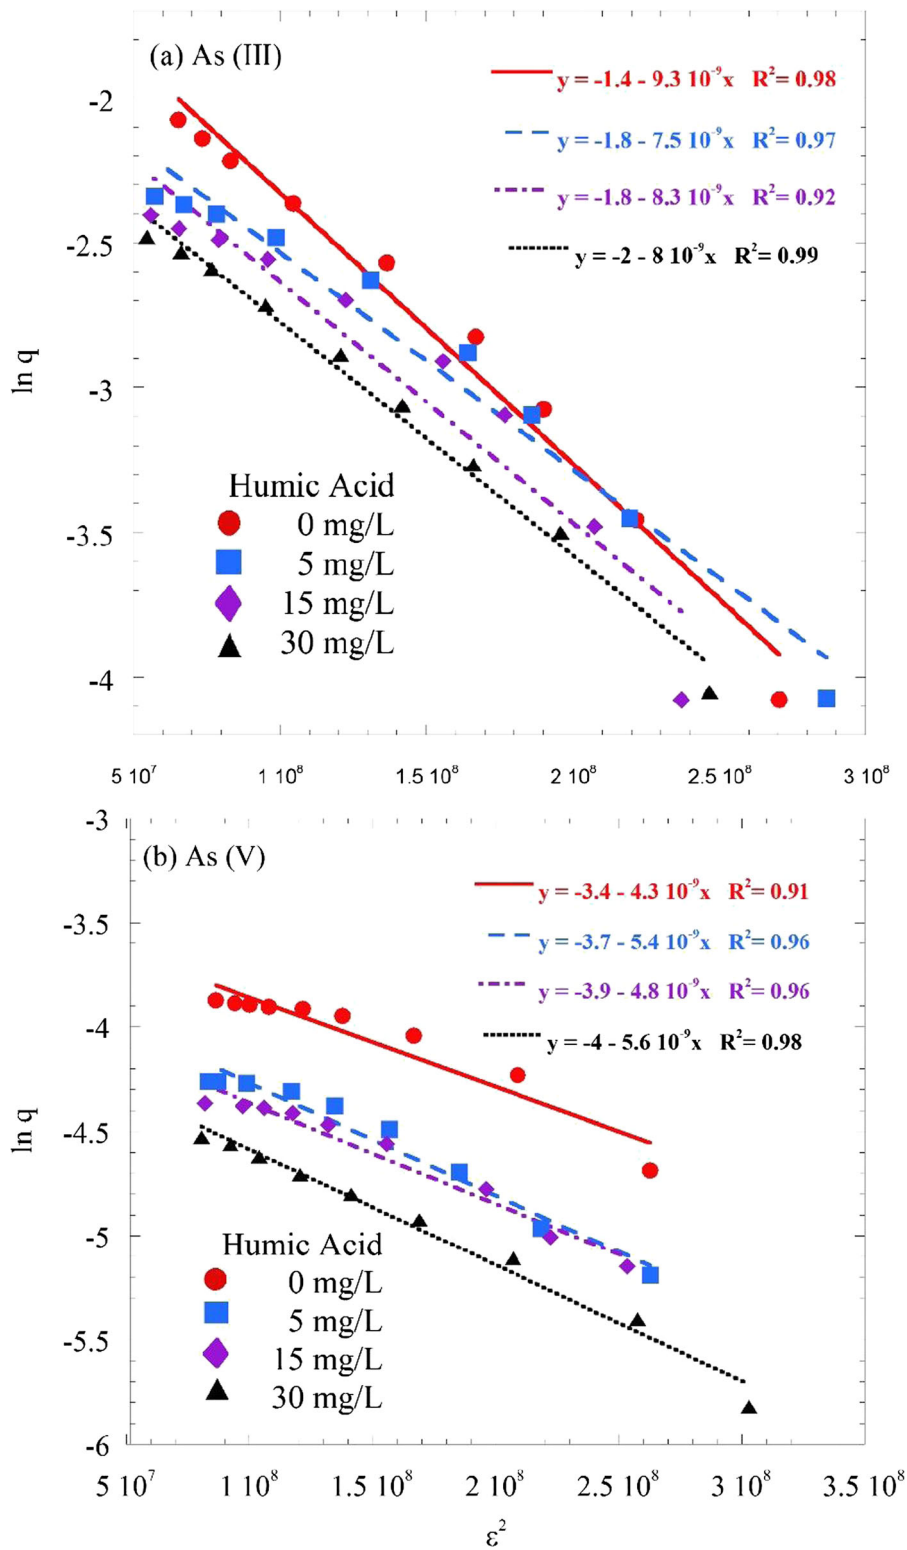 (a) As (III)
y = -1.4 - 9.3 10⁻⁹x R²= 0.98
y = -1.8 - 7.5 10⁻⁹x R²= 0.97
y = -1.8 - 8.3 10⁻⁹x R²= 0.92
y = -2 - 8 10⁻⁹x R²= 0.99
-2
-2.5
-3
-3.5
-4
ln q
Humic Acid
0 mg/L
5 mg/L
15 mg/L
30 mg/L
5 10⁷ 1 10⁸ 1.5 10⁸ 2 10⁸ 2.5 10⁸ 3 10⁸
(b) As (V)
y = -3.4 - 4.3 10⁻⁹x R²= 0.91
y = -3.7 - 5.4 10⁻⁹x R²= 0.96
y = -3.9 - 4.8 10⁻⁹x R²= 0.96
y = -4 - 5.6 10⁻⁹x R²= 0.98
-3
-3.5
-4
-4.5
-5
-5.5
-6
ln q
Humic Acid
0 mg/L
5 mg/L
15 mg/L
30 mg/L
5 10⁷ 1 10⁸ 1.5 10⁸ 2 10⁸ 2.5 10⁸ 3 10⁸ 3.5 10⁸
ε²